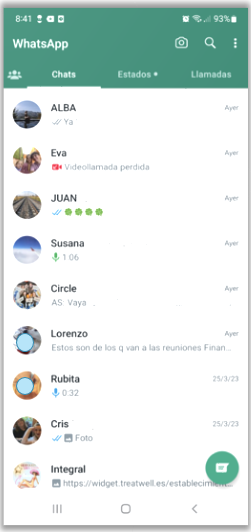 8:41
93%
WhatsApp
Chats
Estados
Llamadas
ALBA
Ayer
Ya
Eva
Ayer
Videollamada perdida
JUAN
Ayer
Susana
Ayer
1:06
Circle
Ayer
AS: Vaya
Lorenzo
Ayer
Estos son de los q van a las reuniones Finan...
Rubita
25/3/23
0:32
Cris
25/3/23
Foto
Integral
https://widget.treatwell.es/establecimien